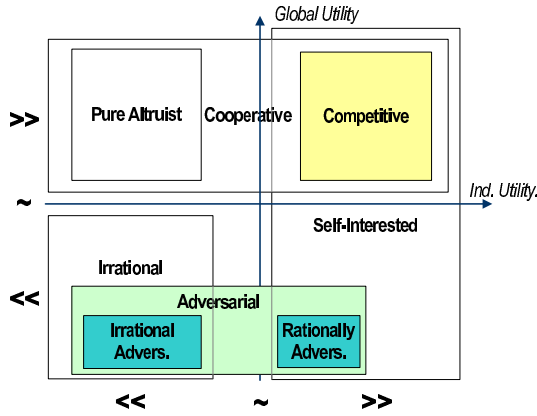 Global Utility
>>
Pure Altruist
Cooperative
Competitive
Ind. Utility.
~
Self-Interested
Irrational
<<
Adversarial
Irrational
Advers.
Rationally
Advers.
<<
~
>>